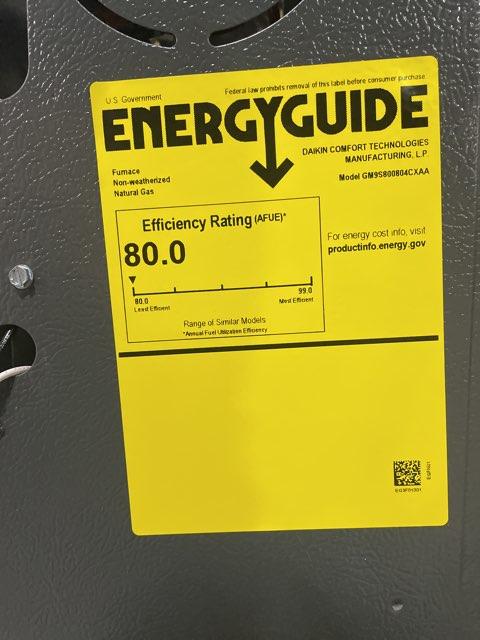 U.S. Government
Federal law prohibits removal of this label before consumer purchase.
ENERGYGUIDE
Furnace
Non-weatherized
Natural Gas
DAIKIN COMFORT TECHNOLOGIES
MANUFACTURING, L.P.
Model GM9S800804CXAA
Efficiency Rating (AFUE)*
80.0
80.0
Least Efficient
99.0
Most Efficient
Range of Similar Models
*Annual Fuel Utilization Efficiency
For energy cost info, visit
productinfo.energy.gov